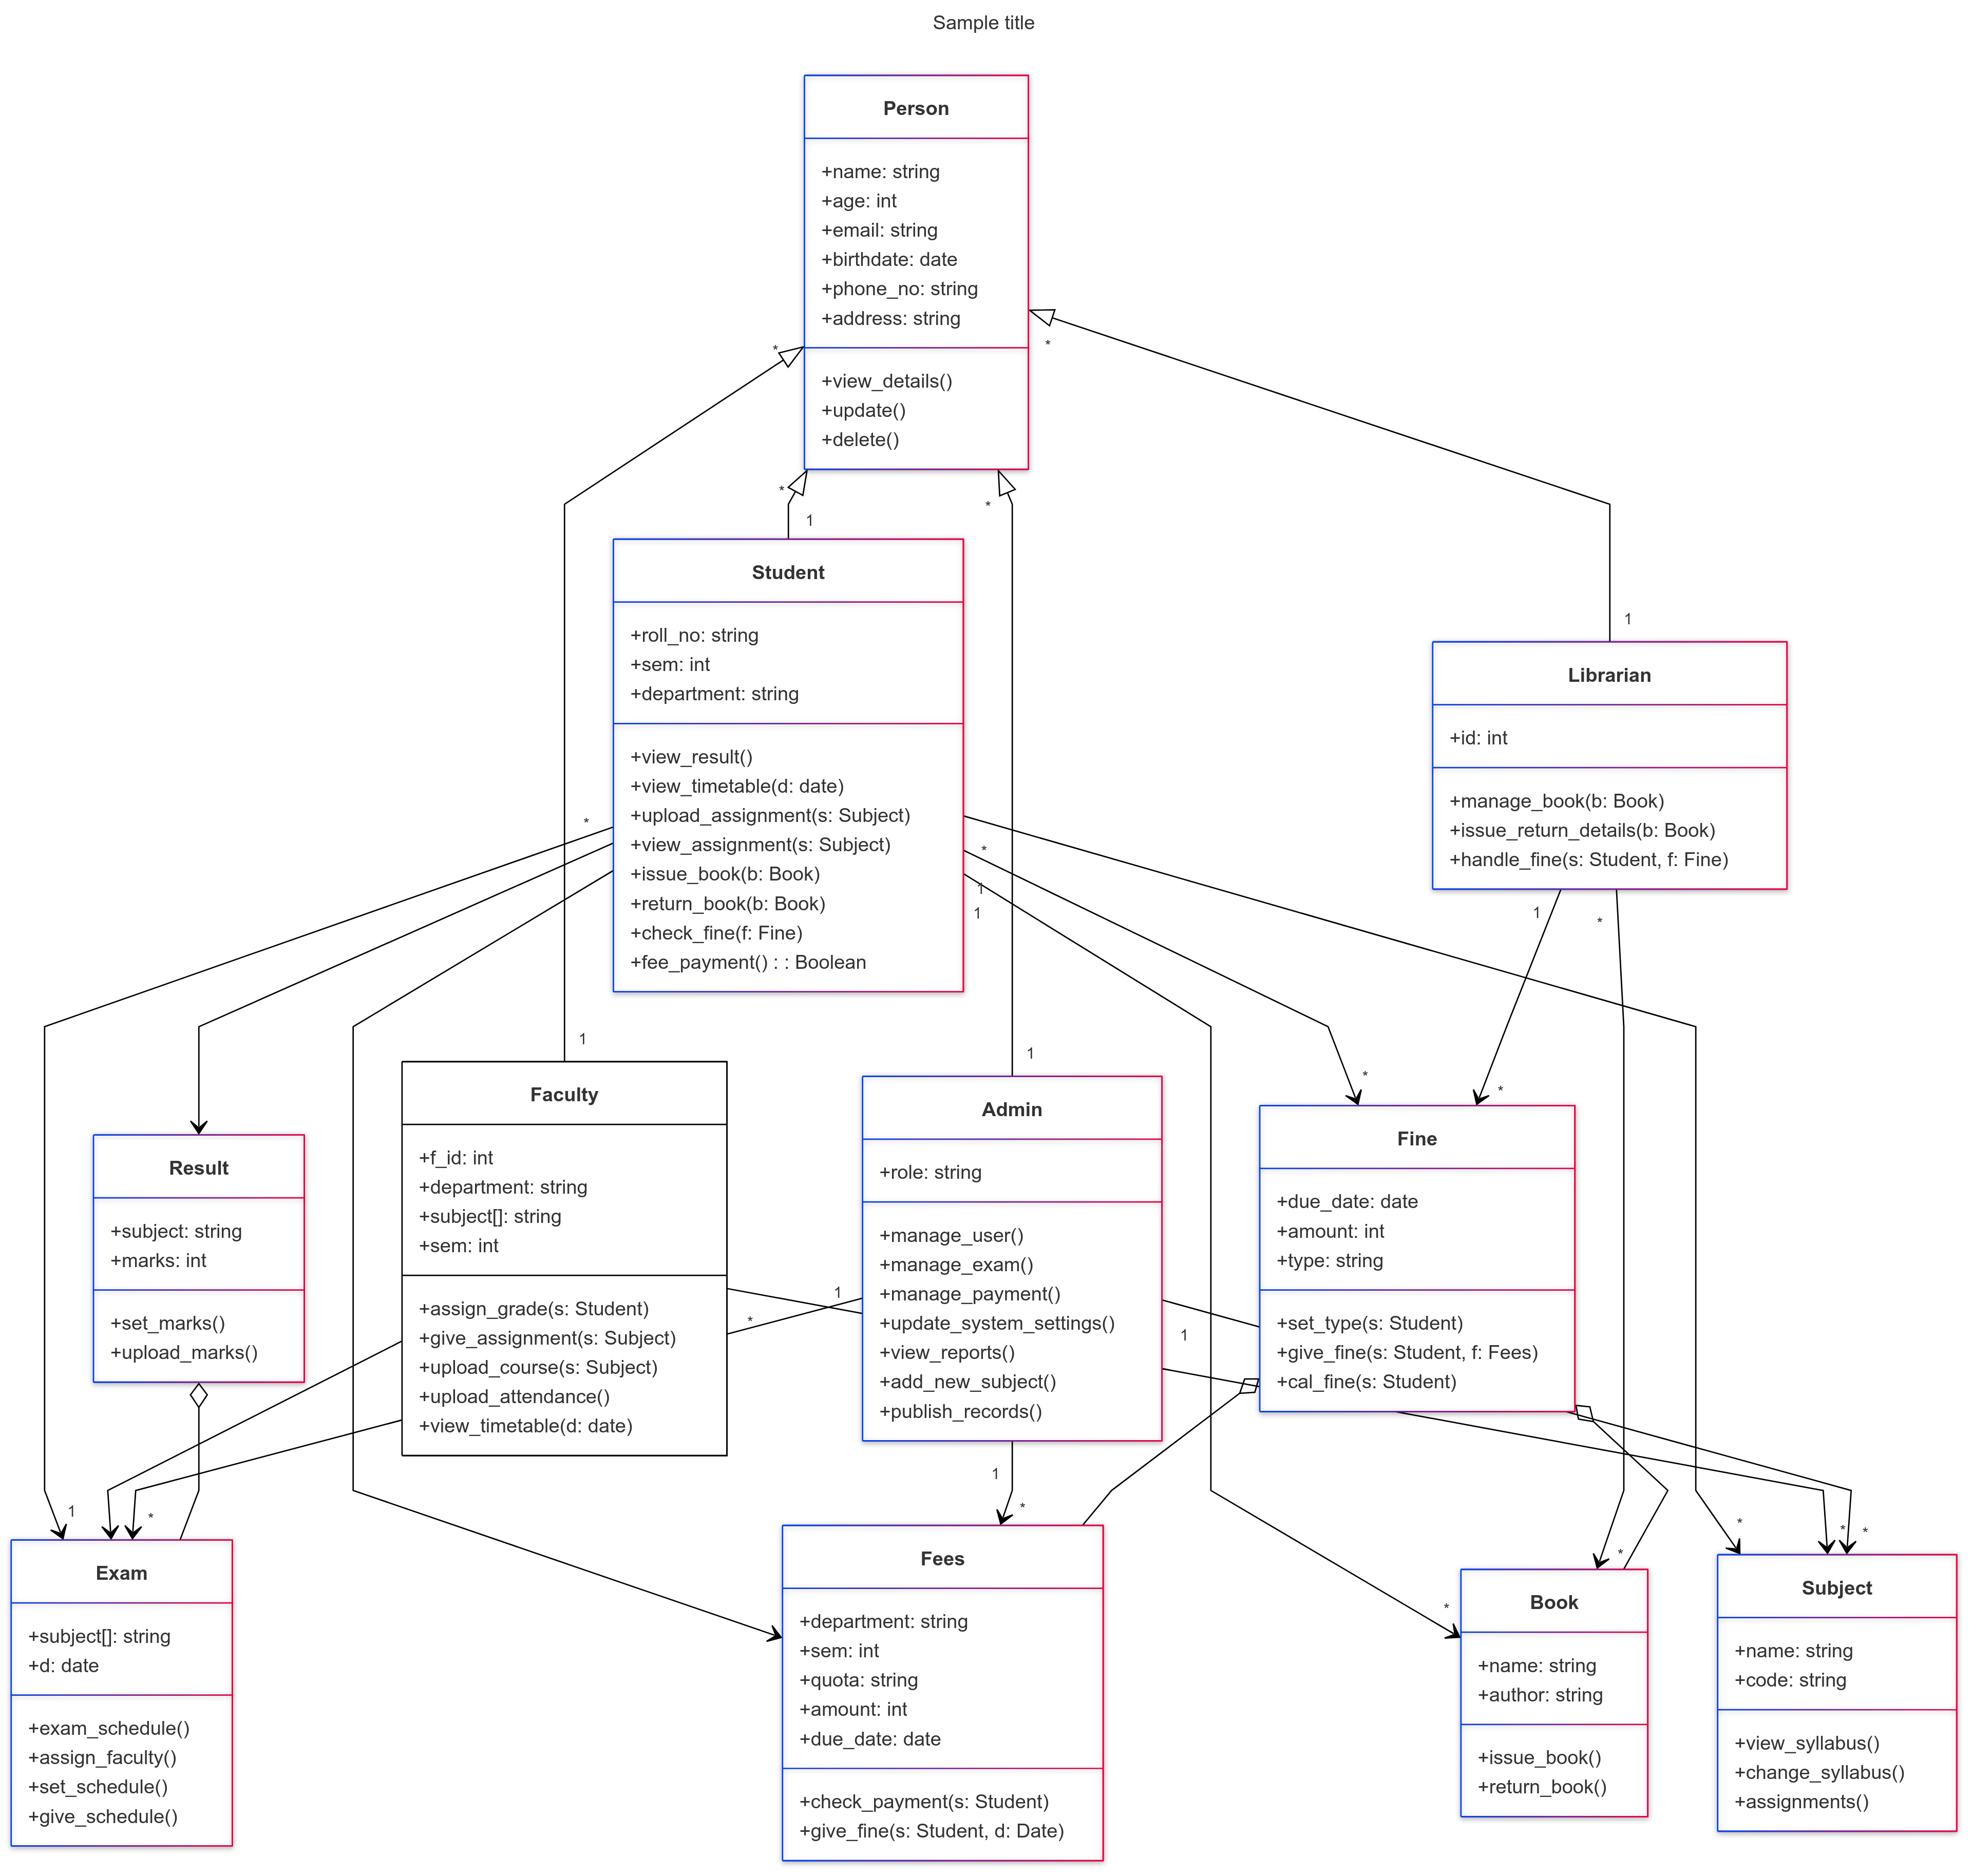 Sample title
Person
+name: string
+age: int
+email: string
+birthdate: date
+phone_no: string
+address: string
+view_details()
+update()
+delete()
*
*
*
*
1
Student
+roll_no: string
+sem: int
+department: string
+view_result()
+view_timetable(d: date)
+upload_assignment(s: Subject)
+view_assignment(s: Subject)
+issue_book(b: Book)
+return_book(b: Book)
+check_fine(f: Fine)
+fee_payment() : : Boolean
1
Librarian
+id: int
+manage_book(b: Book)
+issue_return_details(b: Book)
+handle_fine(s: Student, f: Fine)
*
*
1
1
1
*
1
1
*
*
Faculty
+f_id: int
+department: string
+subject[]: string
+sem: int
+assign_grade(s: Student)
+give_assignment(s: Subject)
+upload_course(s: Subject)
+upload_attendance()
+view_timetable(d: date)
Admin
+role: string
+manage_user()
+manage_exam()
+manage_payment()
+update_system_settings()
+view_reports()
+add_new_subject()
+publish_records()
Fine
+due_date: date
+amount: int
+type: string
+set_type(s: Student)
+give_fine(s: Student, f: Fees)
+cal_fine(s: Student)
Result
+subject: string
+marks: int
+set_marks()
+upload_marks()
*
1
1
1
*
1
*
*
*
*
*
*
Exam
+subject[]: string
+d: date
+exam_schedule()
+assign_faculty()
+set_schedule()
+give_schedule()
Fees
+department: string
+sem: int
+quota: string
+amount: int
+due_date: date
+check_payment(s: Student)
+give_fine(s: Student, d: Date)
Book
+name: string
+author: string
+issue_book()
+return_book()
Subject
+name: string
+code: string
+view_syllabus()
+change_syllabus()
+assignments()